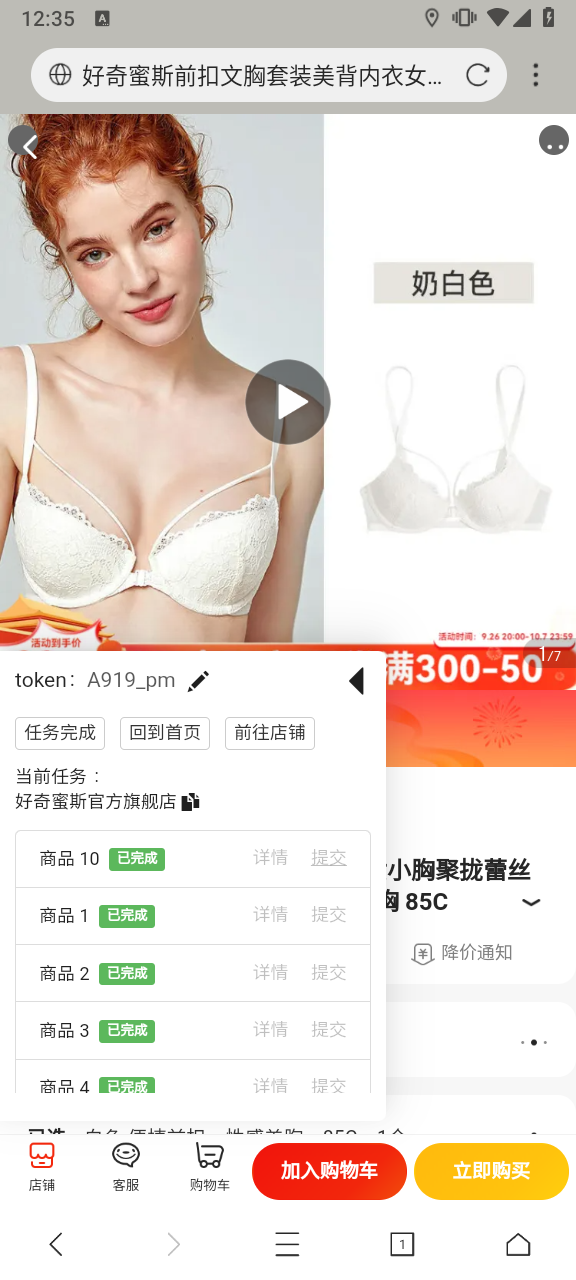 12:35
A
好奇蜜斯前扣文胸套装美背内衣女...
奶白色
活动时间：9.26 20:00-10.7 23:59
活动到手价
满300-50
1/7
token： A919_pm
任务完成
回到首页
前往店铺
当前任务：
好奇蜜斯官方旗舰店
小胸聚拢蕾丝
胸 85C
降价通知
商品 10 已完成 详情 提交
商品 1 已完成 详情 提交
商品 2 已完成 详情 提交
商品 3 已完成 详情 提交
商品 4 已完成 详情 提交
店铺
客服
购物车
加入购物车
立即购买
1